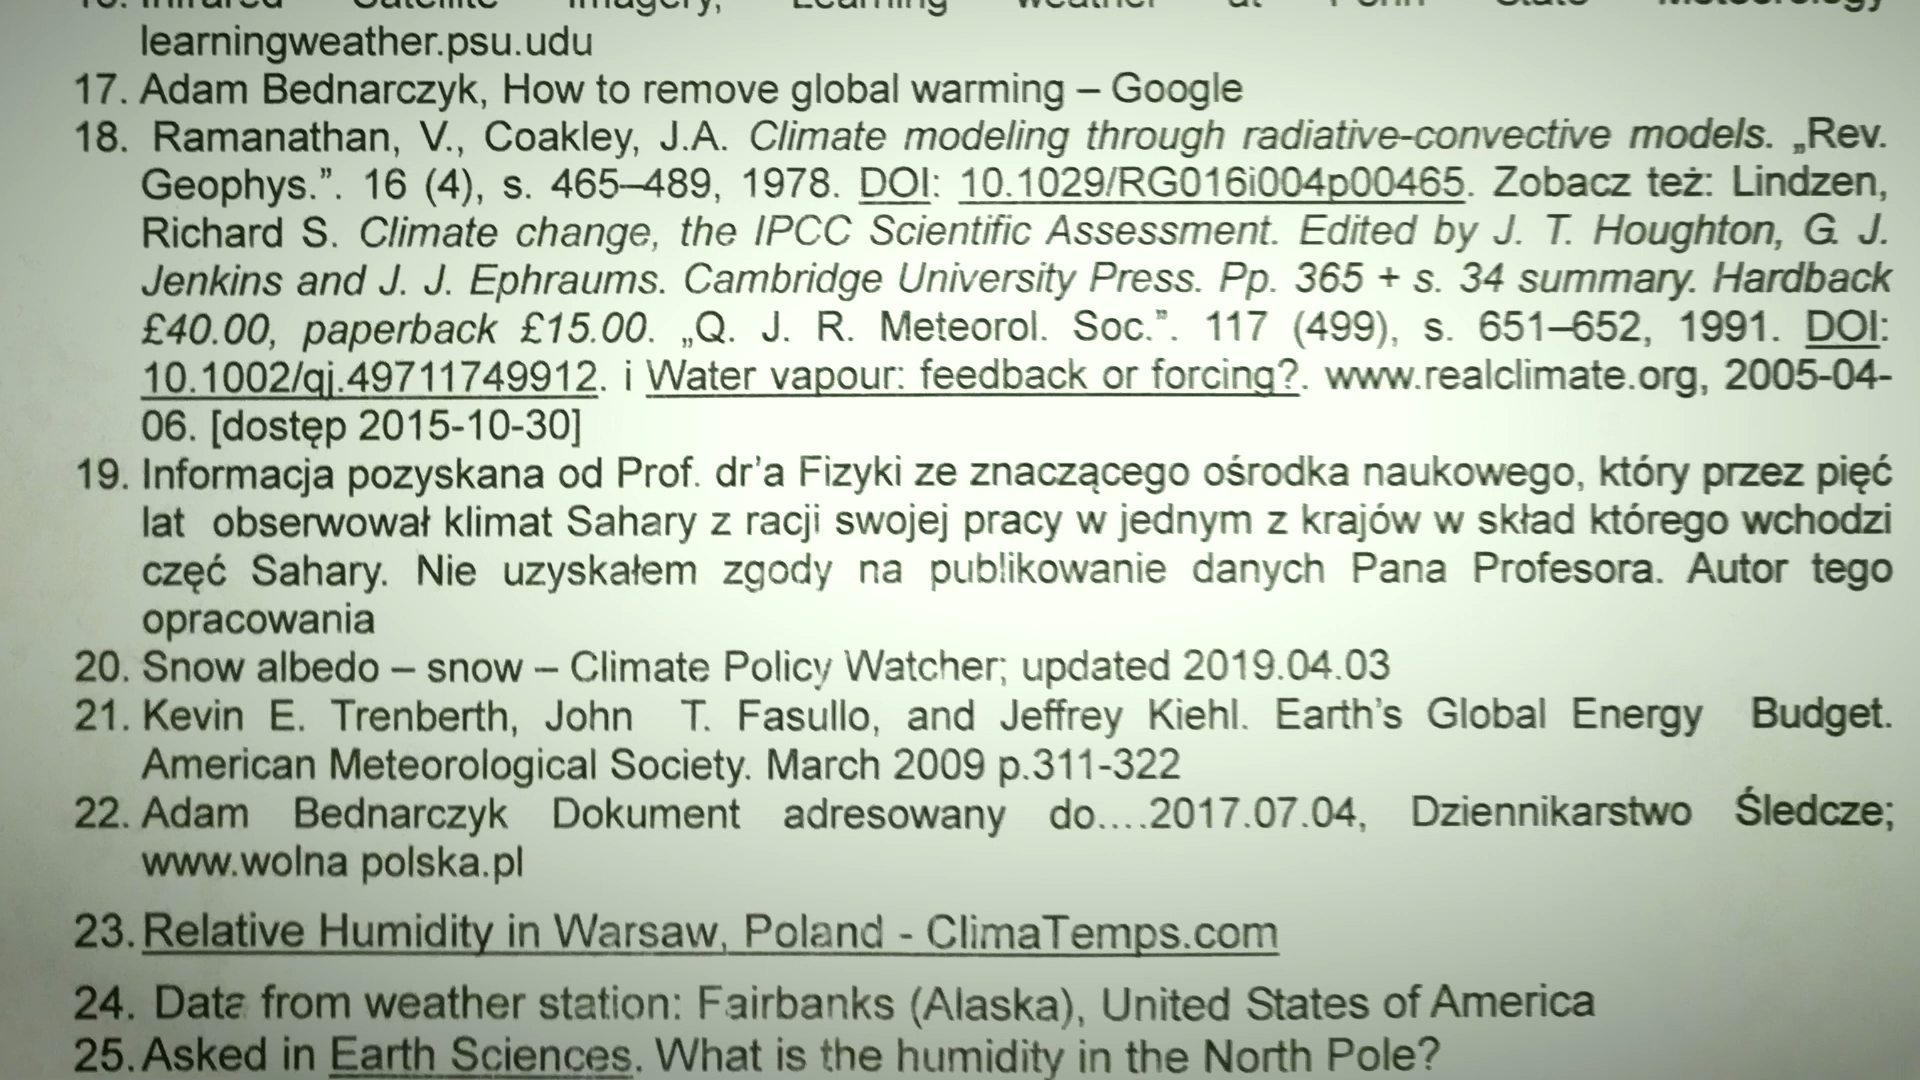 16. Infrared Satellite Imagery, Learning weather at Penn State Meteorology
learningweather.psu.udu
17. Adam Bednarczyk, How to remove global warming – Google
18. Ramanathan, V., Coakley, J.A. Climate modeling through radiative-convective models. „Rev.
Geophys.”. 16 (4), s. 465–489, 1978. DOI: 10.1029/RG016i004p00465. Zobacz też: Lindzen,
Richard S. Climate change, the IPCC Scientific Assessment. Edited by J. T. Houghton, G. J.
Jenkins and J. J. Ephraums. Cambridge University Press. Pp. 365 + s. 34 summary. Hardback
£40.00, paperback £15.00. „Q. J. R. Meteorol. Soc.”. 117 (499), s. 651–652, 1991. DOI:
10.1002/qj.49711749912. i Water vapour: feedback or forcing?. www.realclimate.org, 2005-04-
06. [dostęp 2015-10-30]
19. Informacja pozyskana od Prof. dr’a Fizyki ze znaczącego ośrodka naukowego, który przez pięć
lat obserwował klimat Sahary z racji swojej pracy w jednym z krajów w skład którego wchodzi
częć Sahary. Nie uzyskałem zgody na publikowanie danych Pana Profesora. Autor tego
opracowania
20. Snow albedo – snow – Climate Policy Watcher; updated 2019.04.03
21. Kevin E. Trenberth, John T. Fasullo, and Jeffrey Kiehl. Earth’s Global Energy Budget.
American Meteorological Society. March 2009 p.311-322
22. Adam Bednarczyk Dokument adresowany do....2017.07.04, Dziennikarstwo Śledcze;
www.wolna polska.pl
23. Relative Humidity in Warsaw, Poland - ClimaTemps.com
24. Data from weather station: Fairbanks (Alaska), United States of America
25. Asked in Earth Sciences. What is the humidity in the North Pole?